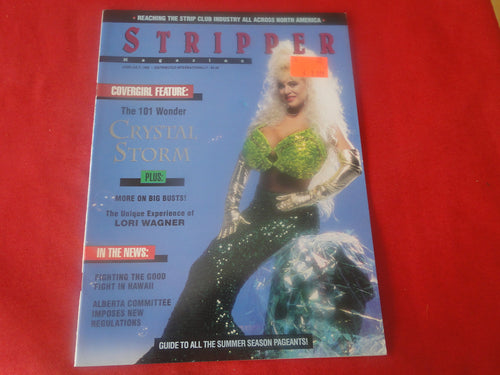 - REACHING THE STRIP CLUB INDUSTRY ALL ACROSS NORTH AMERICA -
STRIPPER
Magazine
COVERGIRL FEATURE:
The 101 Wonder
CRYSTAL
STORM
PLUS:
MORE ON BIG BUSTS!
The Unique Experience of
LORI WAGNER
IN THE NEWS:
FIGHTING THE GOOD
FIGHT IN HAWAII
ALBERTA COMMITTEE
IMPOSES NEW
REGULATIONS
GUIDE TO ALL THE SUMMER SEASON PAGEANTS!